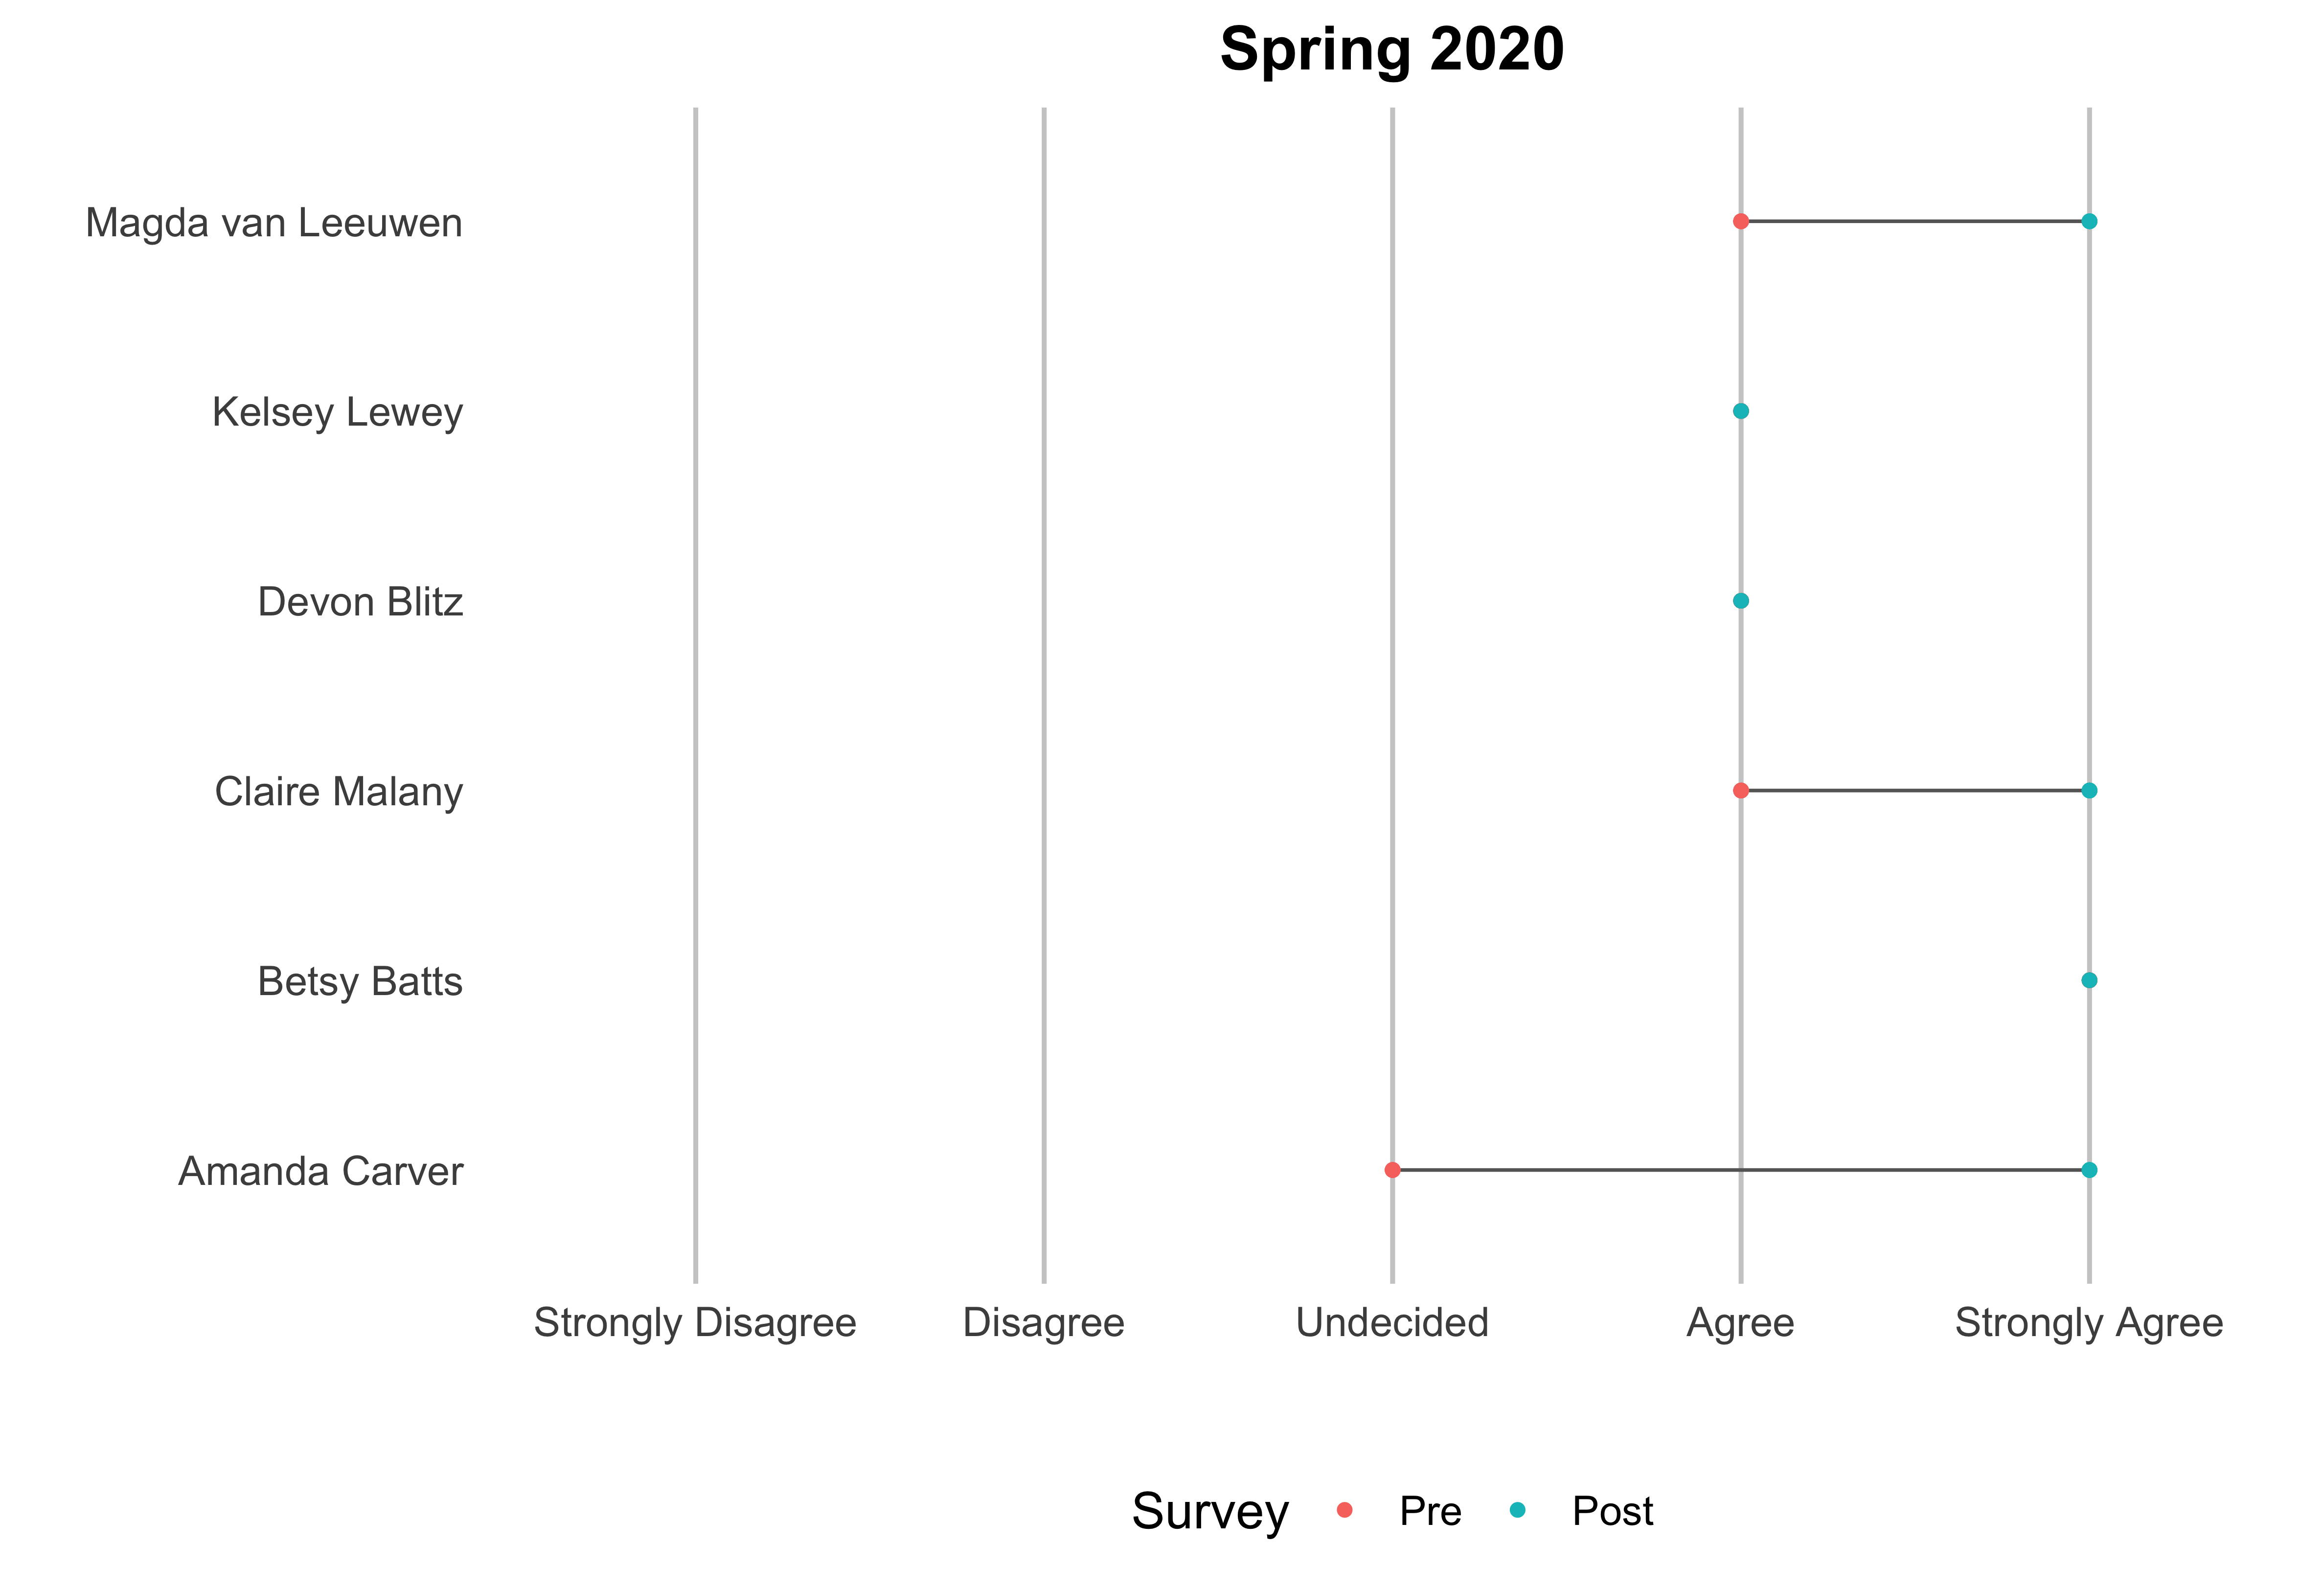 Spring 2020
Magda van Leeuwen
Kelsey Lewey
Devon Blitz
Claire Malany
Betsy Batts
Amanda Carver
Strongly Disagree Disagree Undecided Agree Strongly Agree
Survey Pre Post